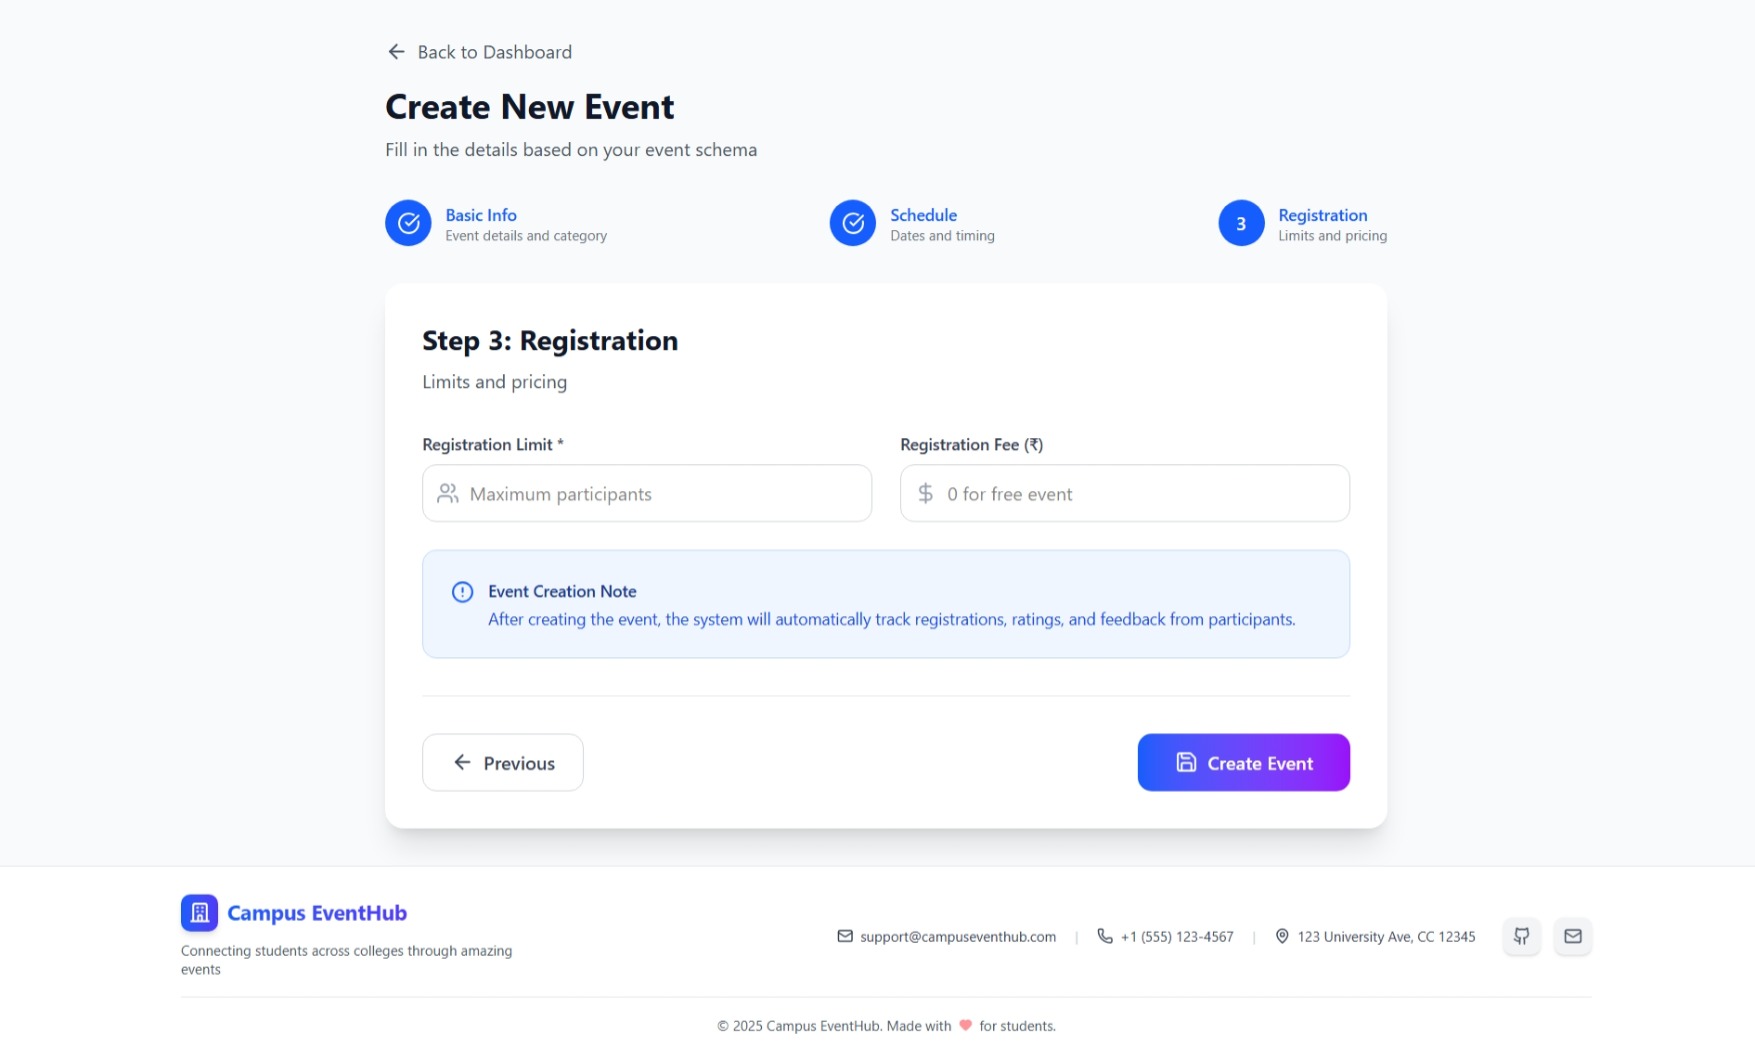 Back to Dashboard
Create New Event
Fill in the details based on your event schema
Basic Info
Event details and category
Schedule
Dates and timing
3
Registration
Limits and pricing
Step 3: Registration
Limits and pricing
Registration Limit *
Maximum participants
Registration Fee (₹)
$ 0 for free event
Event Creation Note
After creating the event, the system will automatically track registrations, ratings, and feedback from participants.
Previous
Create Event
Campus EventHub
Connecting students across colleges through amazing
events
support@campuseventhub.com | +1 (555) 123-4567 | 123 University Ave, CC 12345
© 2025 Campus EventHub. Made with ❤ for students.